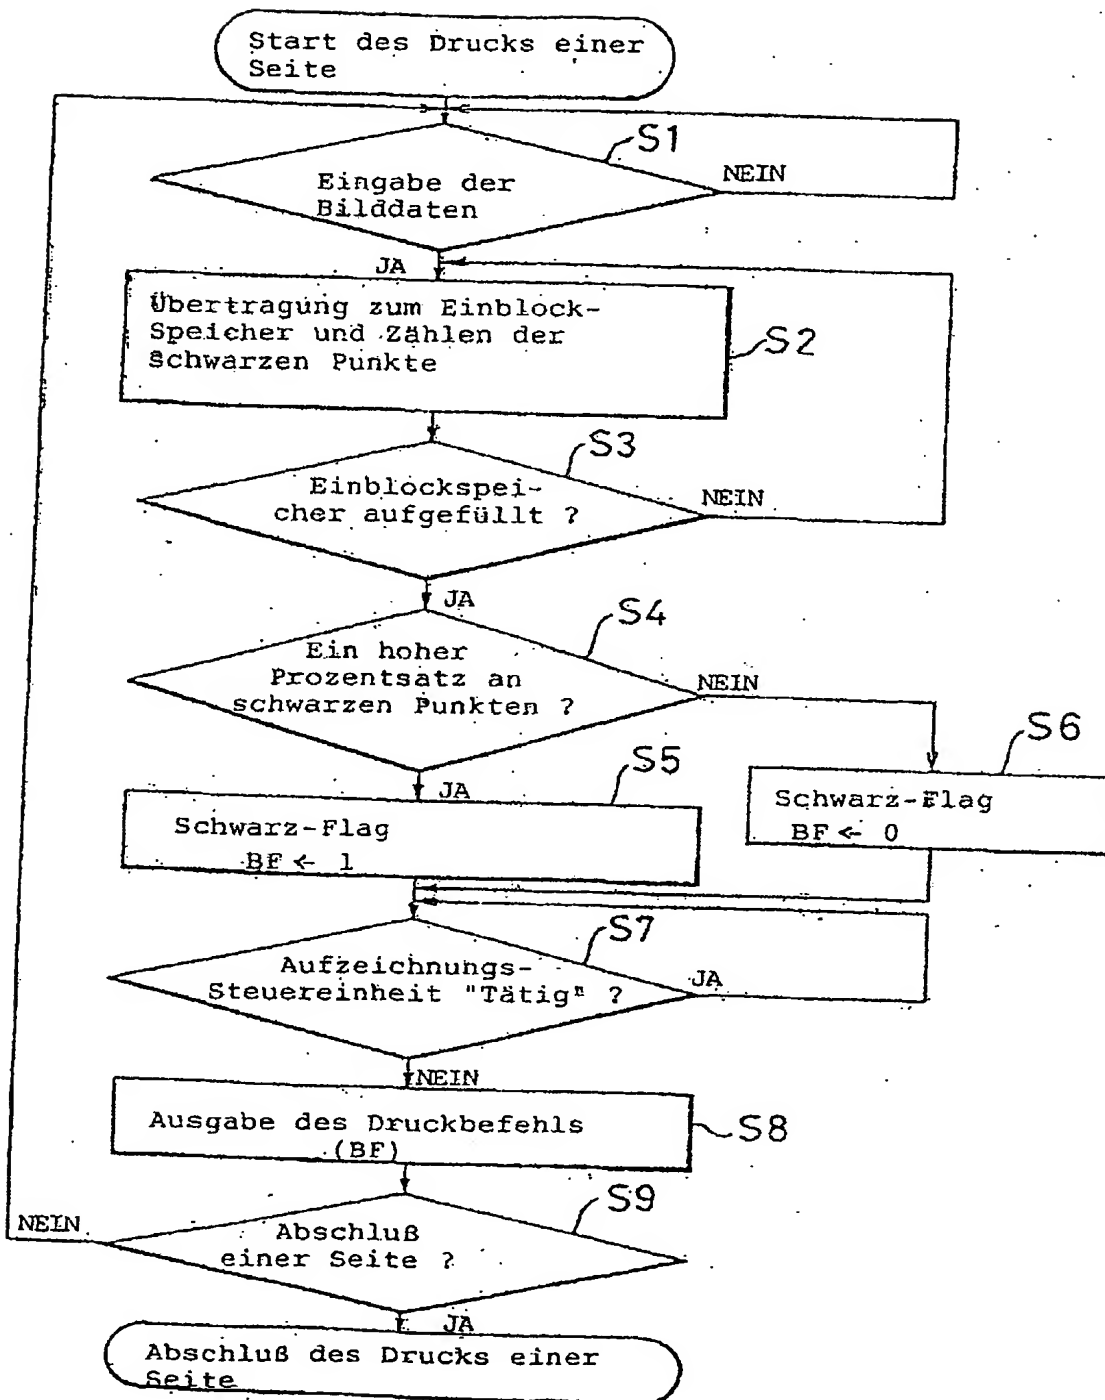 Start des Drucks einer
Seite
S1
NEIN
Eingabe der
Bilddaten
JA
Übertragung zum Einblock-
Speicher und Zählen der
schwarzen Punkte
S2
S3
Einblockspei-
cher aufgefüllt ?
NEIN
JA
S4
Ein hoher
Prozentsatz an
schwarzen Punkten ?
NEIN
S6
S5
JA
Schwarz-Flag
BF ← 1
Schwarz-Flag
BF ← 0
S7
Aufzeichnungs-
Steuereinheit "Tätig" ?
JA
NEIN
Ausgabe des Druckbefehls
(BF)
S8
S9
NEIN
Abschluß
einer Seite ?
JA
Abschluß des Drucks einer
Seite